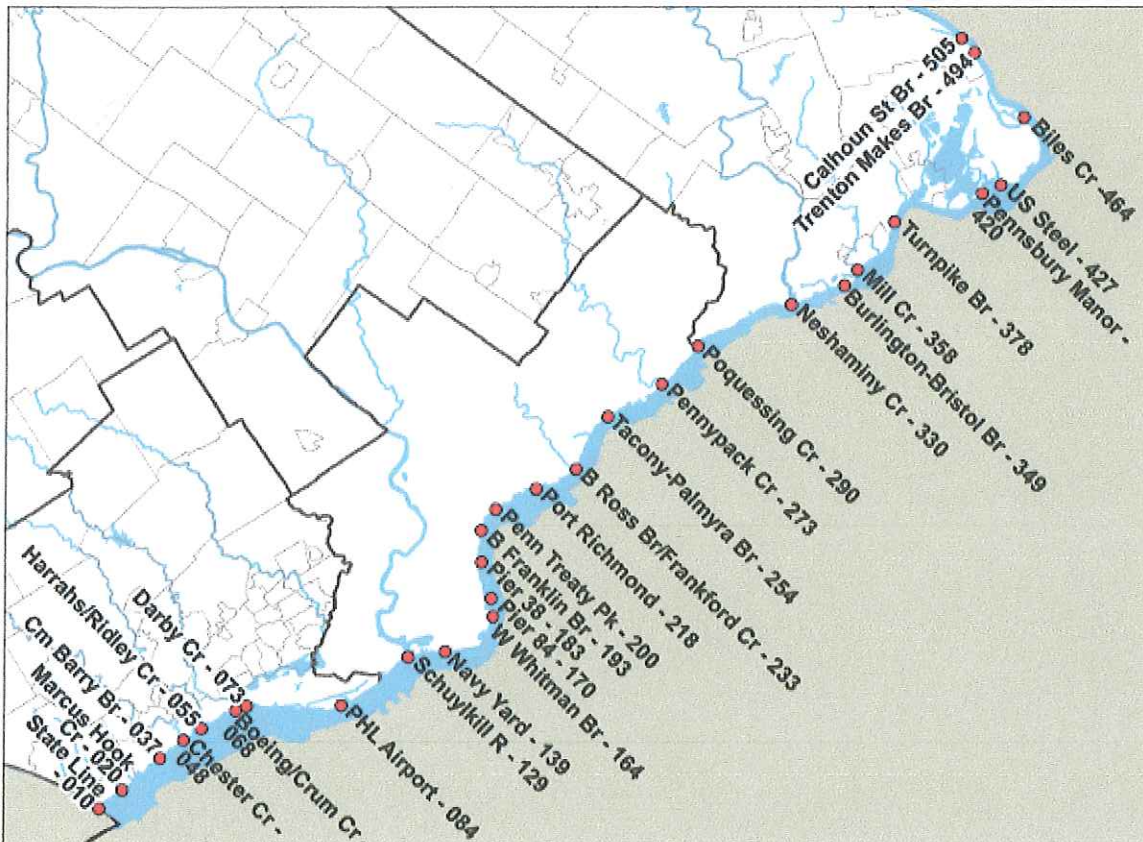 Calhoun St Br - 505
Trenton Makes Br - 494
Biles Cr -464
US Steel - 427
Pennsbury Manor -
420
Turnpike Br - 378
Mill Cr - 358
Burlington-Bristol Br - 349
Neshaminy Cr - 330
Poquessing Cr - 290
Pennypack Cr - 273
Tacony-Palmyra Br - 254
B Ross Br/Frankford Cr - 233
Port Richmond - 218
Penn Treaty Pk - 200
B Franklin Br - 193
Pier 38 - 183
Pier 84 - 170
W Whitman Br - 164
Navy Yard - 139
Schuylkill R - 129
PHL Airport - 084
Darby Cr - 073
Boeing/Crum Cr
068
Harrahs/Ridley Cr - 055
Chester Cr -
048
Cm Barry Br - 037
Marcus Hook
Cr - 020
State Line
- 010